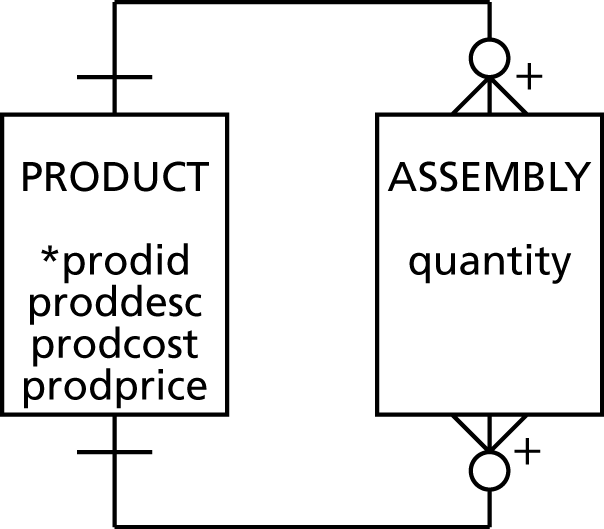 +
PRODUCT
*prodid
proddesc
prodcost
prodprice
ASSEMBLY
quantity
+